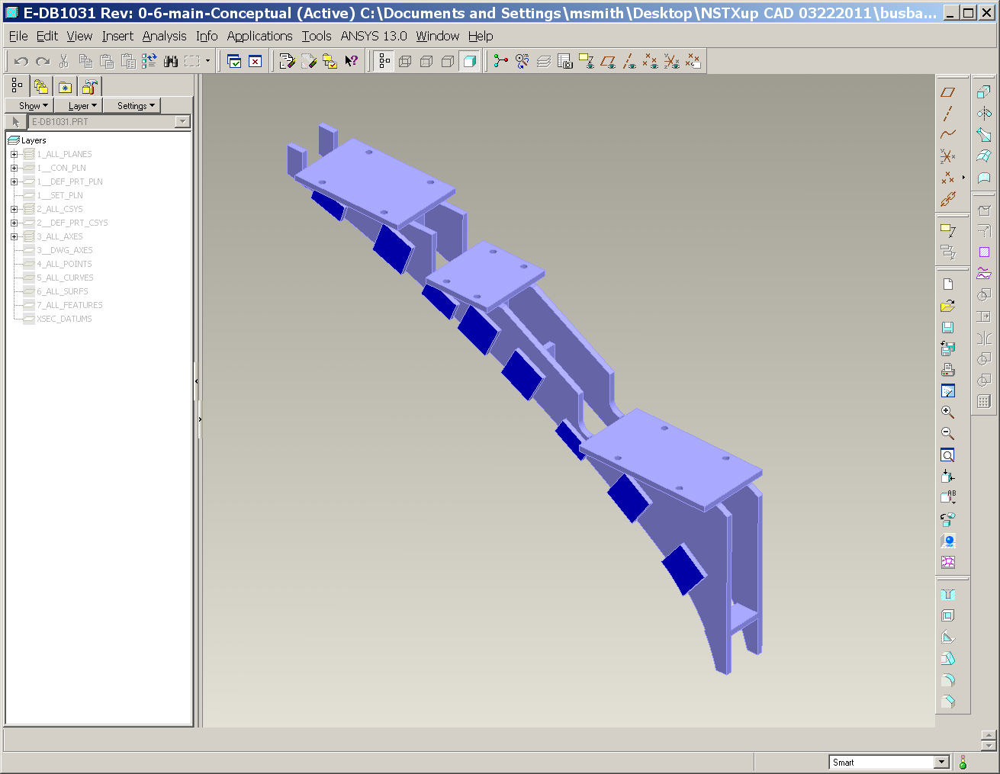 E-DB1031 Rev: 0-6-main-Conceptual (Active) C:\Documents and Settings\msmith\Desktop\NSTXup CAD 03222011\busba...
File Edit View Insert Analysis Info Applications Tools ANSYS 13.0 Window Help
Show Layer Settings
E-DB1031.PRT
Layers
1_ALL_PLANES
1__CON_PLN
1__DEF_PRT_PLN
1__SET_PLN
2_ALL_CSYS
2__DEF_PRT_CSYS
3_ALL_AXES
3__DWG_AXES
4_ALL_POINTS
5_ALL_CURVES
6_ALL_SURFS
7_ALL_FEATURES
XSEC_DATUMS
AB
Smart